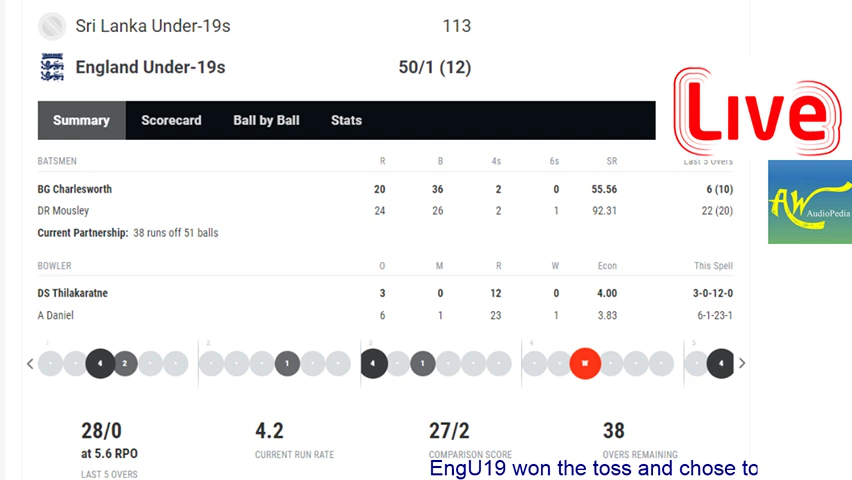 Sri Lanka Under-19s 113
England Under-19s 50/1 (12)
Live
Summary Scorecard Ball by Ball Stats
BATSMEN R B 4s 6s SR Last 5 Overs
BG Charlesworth 20 36 2 0 55.56 6 (10)
DR Mousley 24 26 2 1 92.31 22 (20)
AW AudioPedia
Current Partnership: 38 runs off 51 balls
BOWLER O M R W Econ This Spell
DS Thilakaratne 3 0 12 0 4.00 3-0-12-0
A Daniel 6 1 23 1 3.83 6-1-23-1
1 2 3 4 5
4 2 1 4 1 W 4
28/0 4.2 27/2 38
at 5.6 RPO CURRENT RUN RATE COMPARISON SCORE OVERS REMAINING
LAST 5 OVERS
EngU19 won the toss and chose to